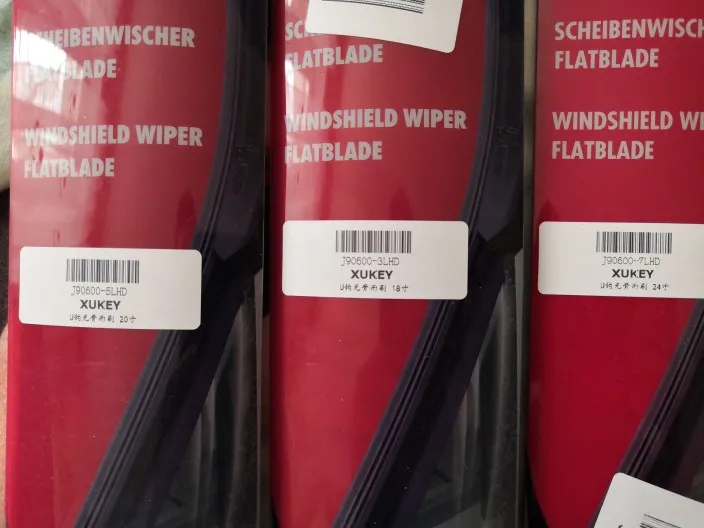 SCHEIBENWISCHER
FLATBLADE
WINDSHIELD WIPER
FLATBLADE
J90600-5LHD
XUKEY
U钩无骨雨刷 20寸
SC
FLATBLADE
WINDSHIELD WIPER
FLATBLADE
J90600-3LHD
XUKEY
U钩无骨雨刷 18寸
SCHEIBENWISCH
FLATBLADE
WINDSHIELD WI
FLATBLADE
J90600-7LHD
XUKEY
U钩无骨雨刷 24寸